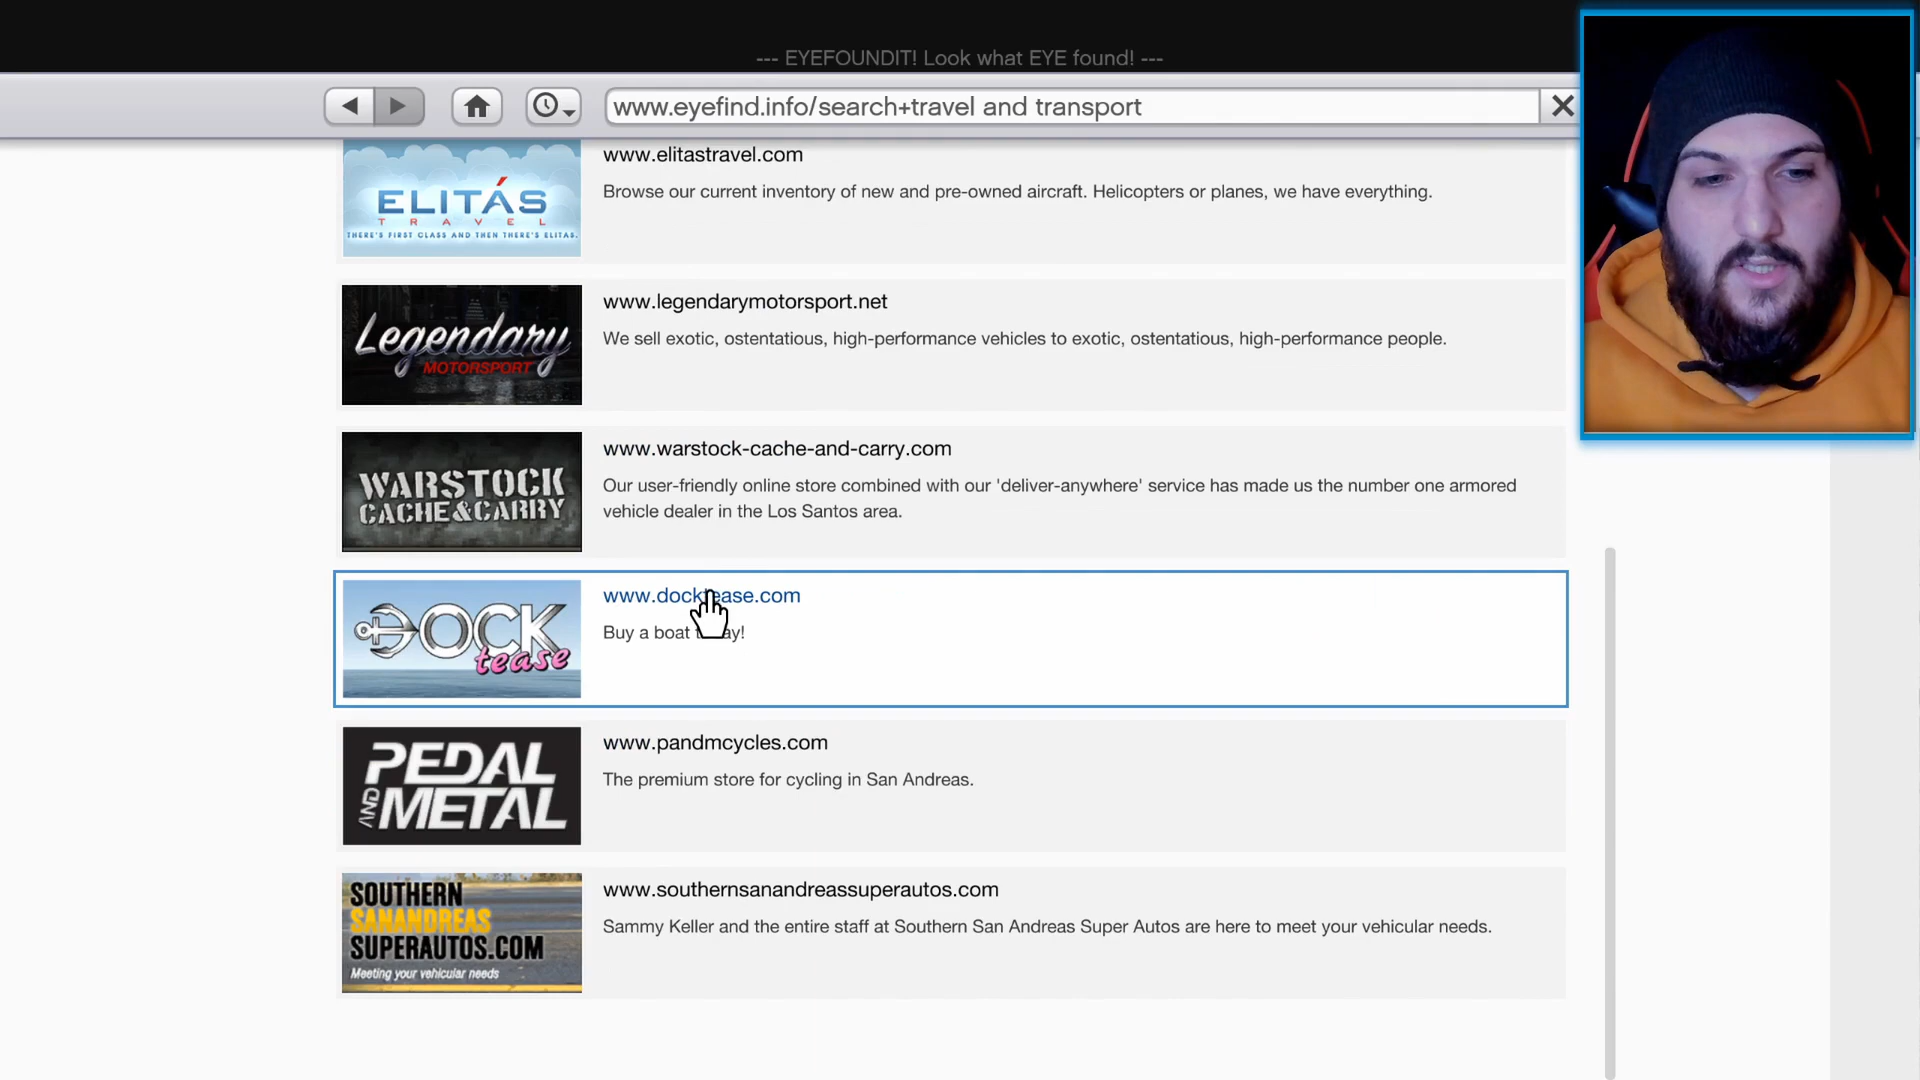 --- EYEFOUNDIT! Look what EYE found! ---
www.eyefind.info/search+travel and transport
ELITÁS
TRAVEL
THERE'S FIRST CLASS AND THEN THERE'S ELITAS.
www.elitastravel.com
Browse our current inventory of new and pre-owned aircraft. Helicopters or planes, we have everything.
Legendary
MOTORSPORT
www.legendarymotorsport.net
We sell exotic, ostentatious, high-performance vehicles to exotic, ostentatious, high-performance people.
WARSTOCK
CACHE&CARRY
www.warstock-cache-and-carry.com
Our user-friendly online store combined with our 'deliver-anywhere' service has made us the number one armored
vehicle dealer in the Los Santos area.
DOCK
tease
www.docktease.com
Buy a boat today!
PEDAL
AND METAL
www.pandmcycles.com
The premium store for cycling in San Andreas.
SOUTHERN
SANANDREAS
SUPERAUTOS.COM
Meeting your vehicular needs
www.southernsanandreassuperautos.com
Sammy Keller and the entire staff at Southern San Andreas Super Autos are here to meet your vehicular needs.